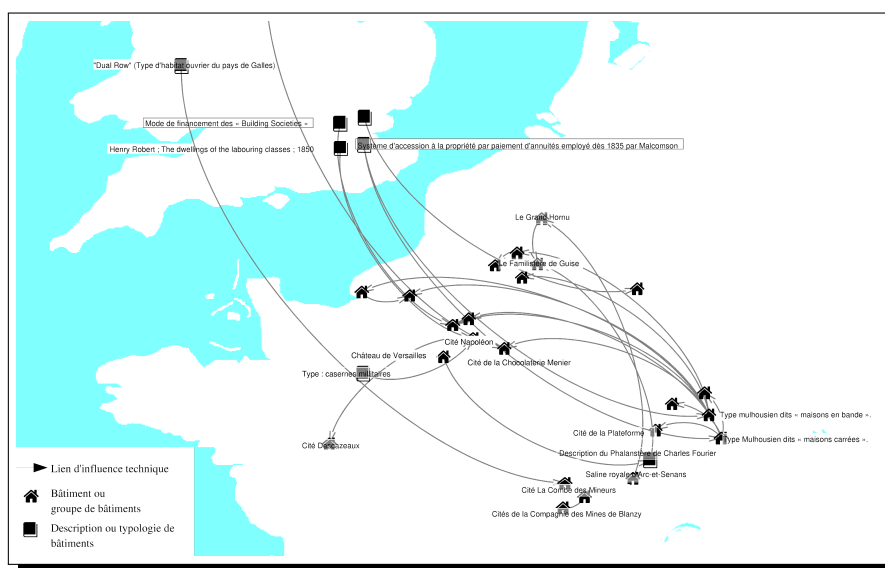 "Dual Row" (Type d'habitat ouvrier du pays de Galles)
Mode de financement des « Building Societies »
Système d'accession à la propriété par paiement d'annuités employé dès 1835 par Malcomson
Henry Robert ; The dwellings of the labouring classes ; 1850
Le Grand-Hornu
Le Familistère de Guise
Cité Napoléon
Château de Versailles
Cité de la Chocolaterie Menier
Type : casernes militaires
Type mulhousien dits « maisons en bande ».
Cité de la Plateforme
Type Mulhousien dits « maisons carrées ».
Cité Descazeaux
Description du Phalanstère de Charles Fourier
Saline royale d'Arc-et-Senans
Cité La Combe des Mineurs
Cités de la Compagnie des Mines de Blanzy
Lien d'influence technique
Bâtiment ou
groupe de bâtiments
Description ou typologie de
bâtiments